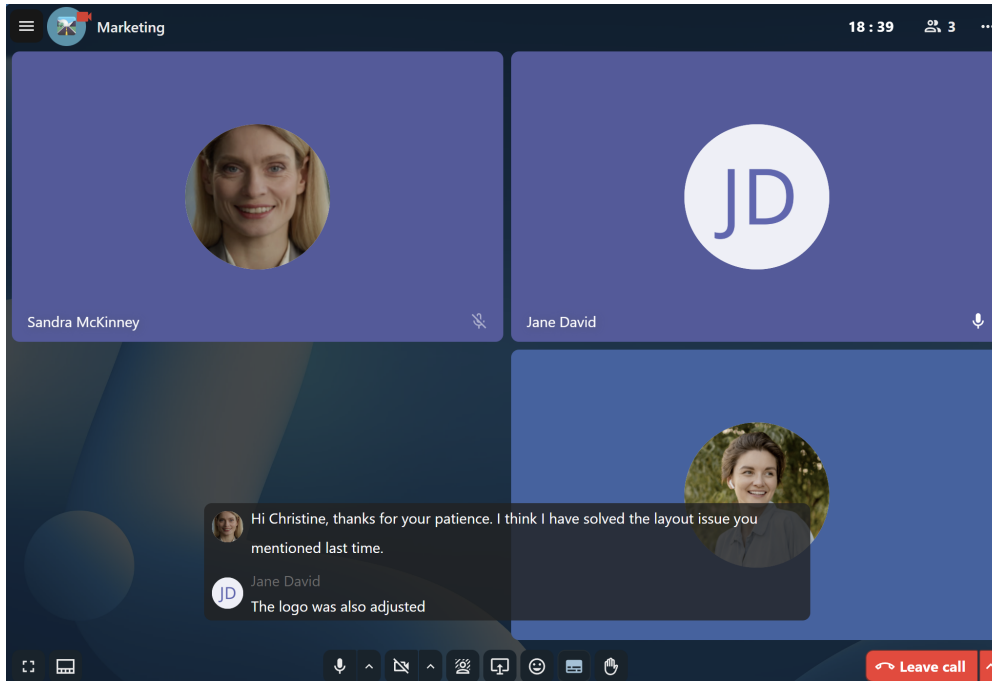 Marketing
18 : 39
3
JD
Sandra McKinney
Jane David
Hi Christine, thanks for your patience. I think I have solved the layout issue you
mentioned last time.
Jane David
JD
The logo was also adjusted
Leave call